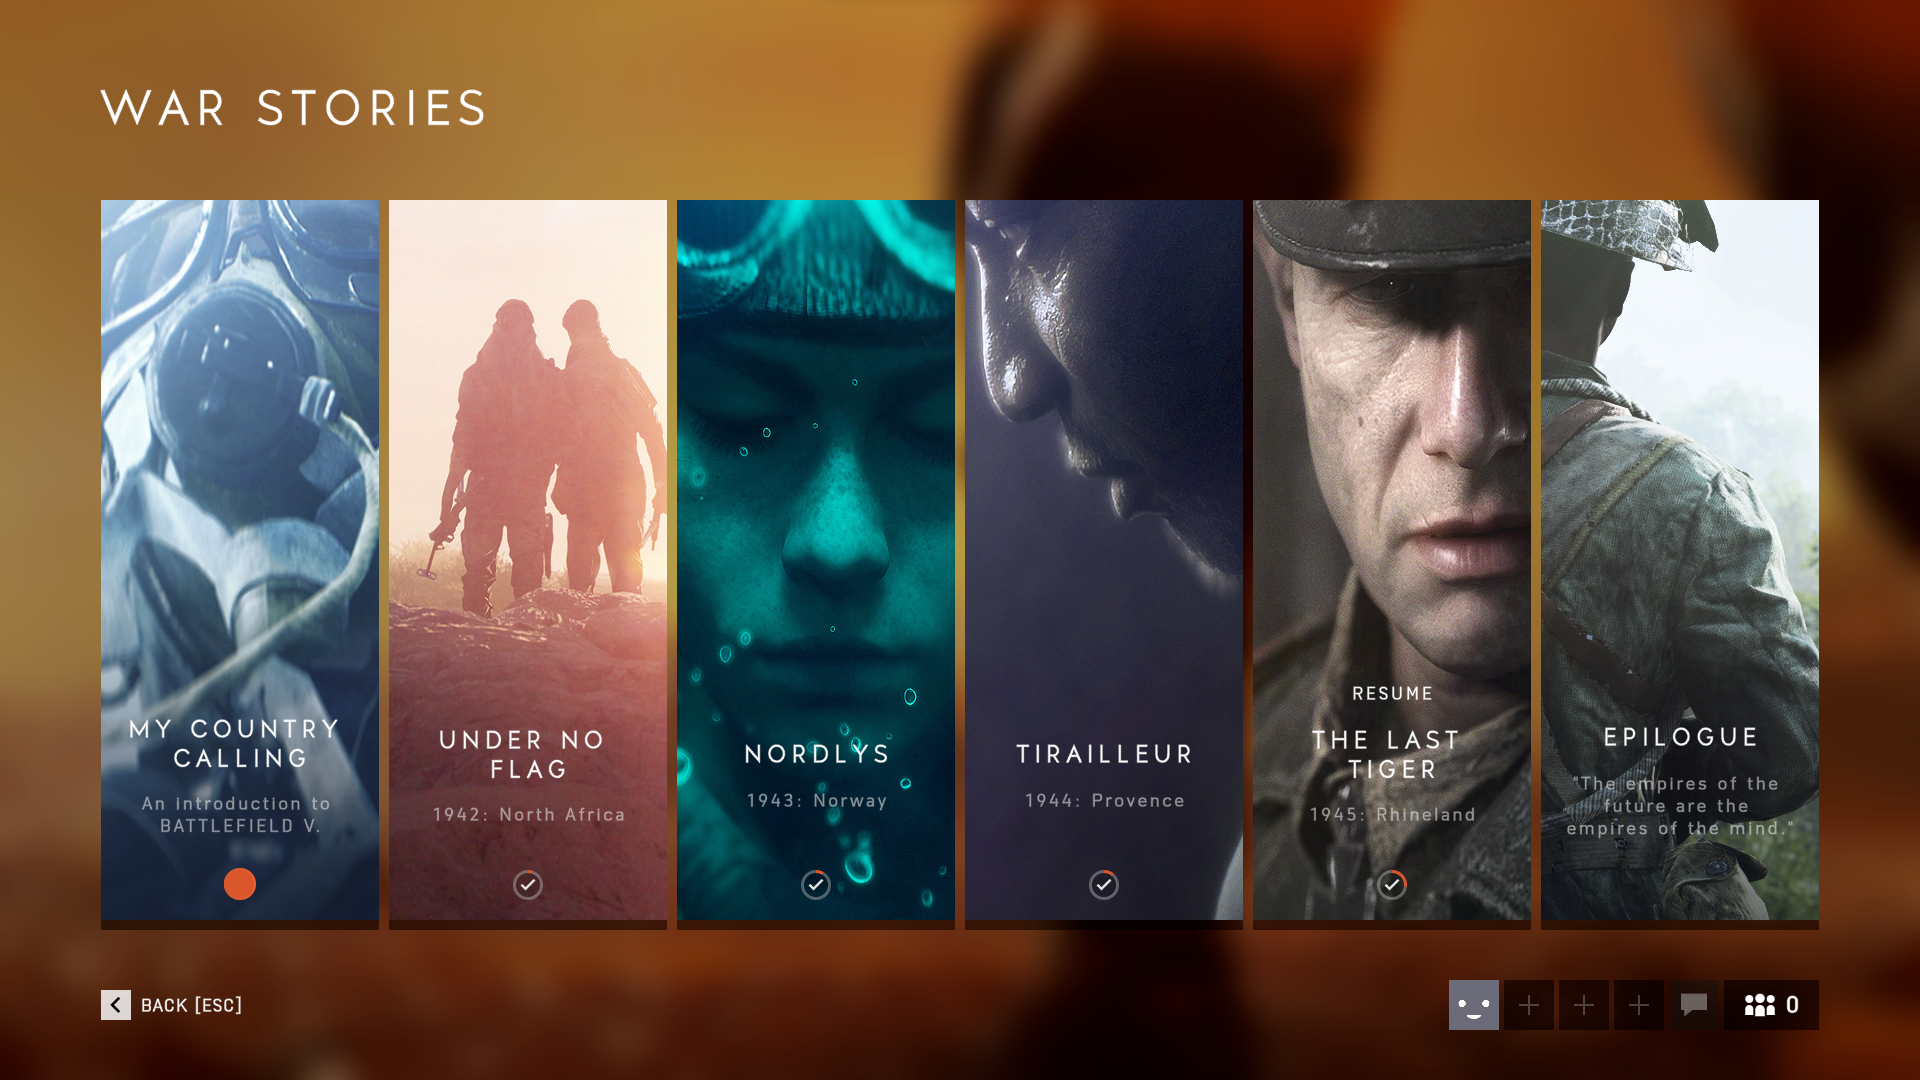 WAR STORIES
MY COUNTRY
CALLING
An introduction to
BATTLEFIELD V.
UNDER NO
FLAG
1942: North Africa
NORDLYS
1943: Norway
TIRAILLEUR
1944: Provence
RESUME
THE LAST
TIGER
1945: Rhineland
EPILOGUE
"The empires of the
future are the
empires of the mind."
BACK [ESC]
0